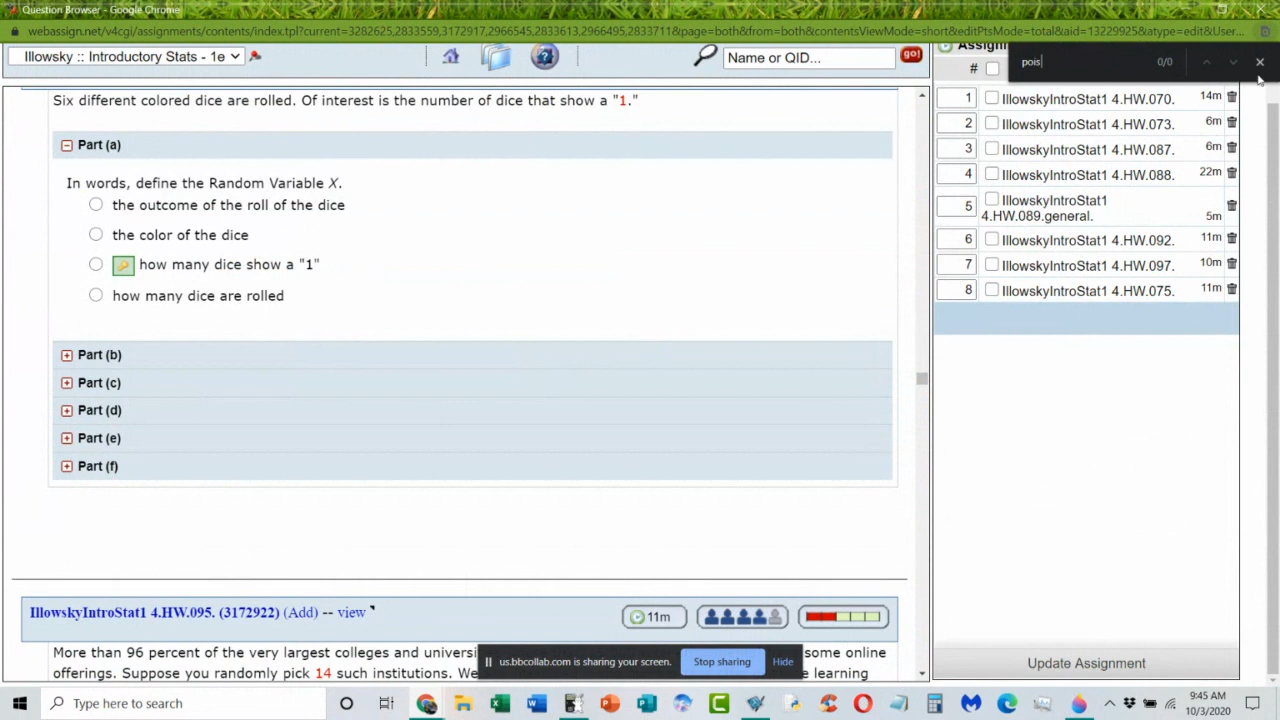 Question Browser - Google Chrome
webassign.net/v4cgi/assignments/contents/index.tpl?current=3282625,2833559,3172917,2966545,2833613,2966495,2833711&page=both&from=both&contentsViewMode=short&editPtsMode=total&aid=13229925&atype=edit&User...
Illowsky :: Introductory Stats - 1e
Name or QID...
go!
Assign
#
pois
0/0
Six different colored dice are rolled. Of interest is the number of dice that show a "1."
Part (a)
In words, define the Random Variable X.
the outcome of the roll of the dice
the color of the dice
how many dice show a "1"
how many dice are rolled
Part (b)
Part (c)
Part (d)
Part (e)
Part (f)
IllowskyIntroStat1 4.HW.095. (3172922) (Add) -- view
11m
More than 96 percent of the very largest colleges and universi some online
offerings. Suppose you randomly pick 14 such institutions. We learning
1 IllowskyIntroStat1 4.HW.070. 14m
2 IllowskyIntroStat1 4.HW.073. 6m
3 IllowskyIntroStat1 4.HW.087. 6m
4 IllowskyIntroStat1 4.HW.088. 22m
5 IllowskyIntroStat1
4.HW.089.general. 5m
6 IllowskyIntroStat1 4.HW.092. 11m
7 IllowskyIntroStat1 4.HW.097. 10m
8 IllowskyIntroStat1 4.HW.075. 11m
Update Assignment
us.bbcollab.com is sharing your screen.
Stop sharing
Hide
Type here to search
9:45 AM
10/3/2020